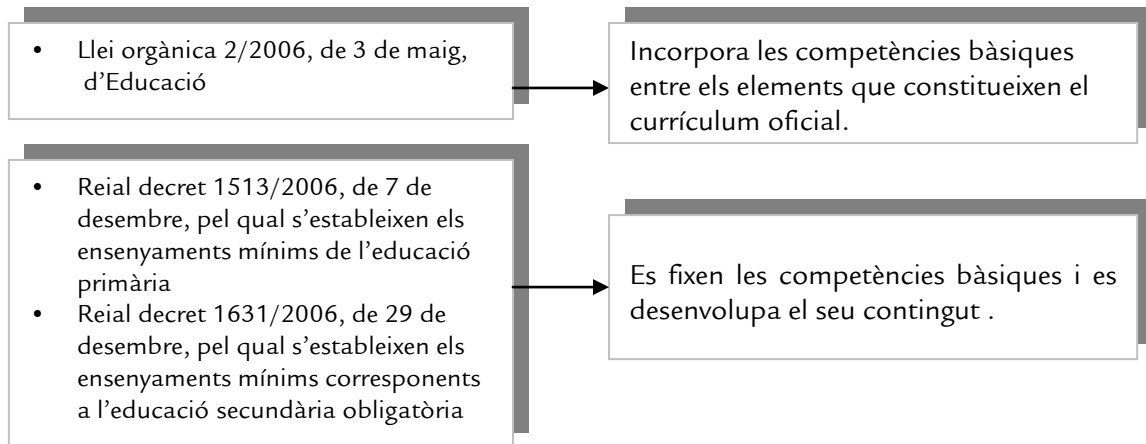 • Llei orgànica 2/2006, de 3 de maig,
d’Educació
Incorpora les competències bàsiques
entre els elements que constitueixen el
currículum oficial.
• Reial decret 1513/2006, de 7 de
desembre, pel qual s’estableixen els
ensenyaments mínims de l’educació
primària
• Reial decret 1631/2006, de 29 de
desembre, pel qual s’estableixen els
ensenyaments mínims corresponents
a l’educació secundària obligatòria
Es fixen les competències bàsiques i es
desenvolupa el seu contingut .